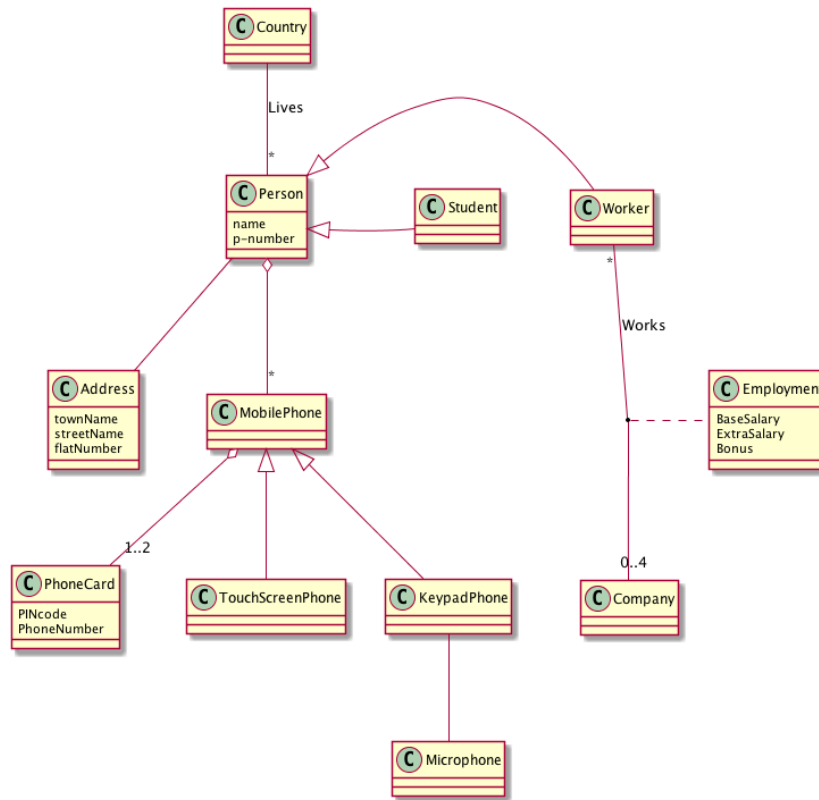 C Country
Lives
*
C Person
name
p-number
C Student
C Worker
*
Works
*
C Address
townName
streetName
flatNumber
C MobilePhone
C Employment
BaseSalary
ExtraSalary
Bonus
1..2
0..4
C PhoneCard
PINcode
PhoneNumber
C TouchScreenPhone
C KeypadPhone
C Company
C Microphone